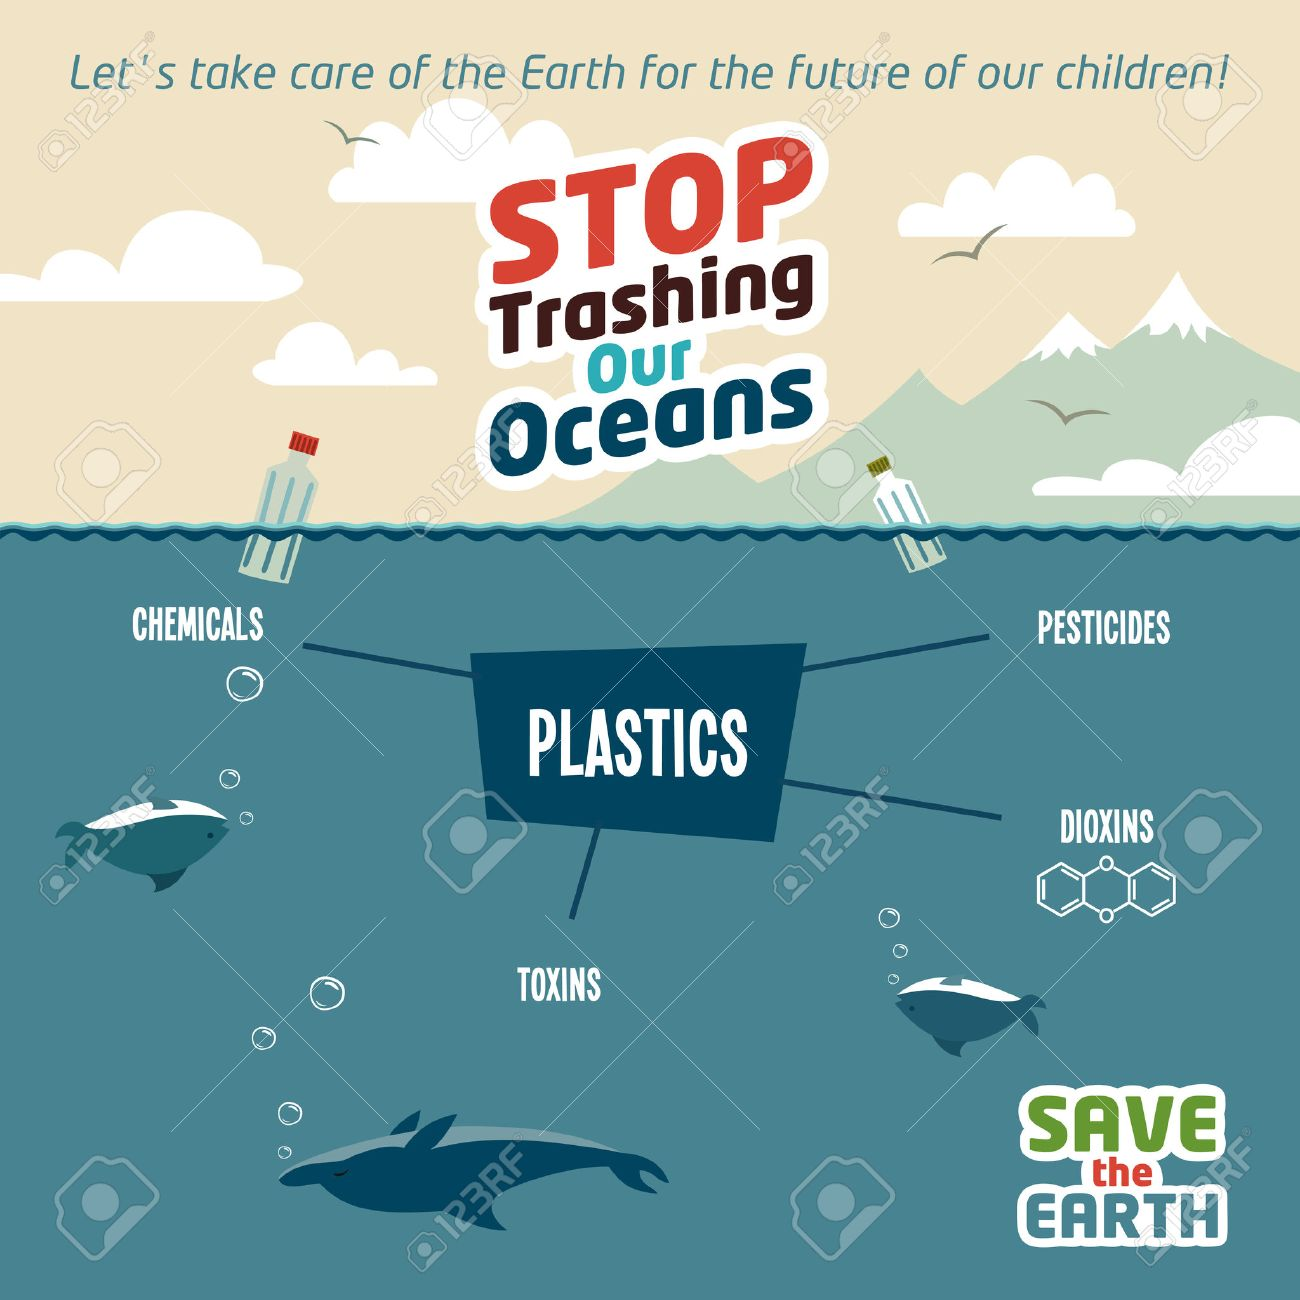 Let's take care of the Earth for the future of our children!
STOP
Trashing
Our
Oceans
CHEMICALS
PESTICIDES
PLASTICS
DIOXINS
O
O
TOXINS
SAVE
the
EARTH
123RF